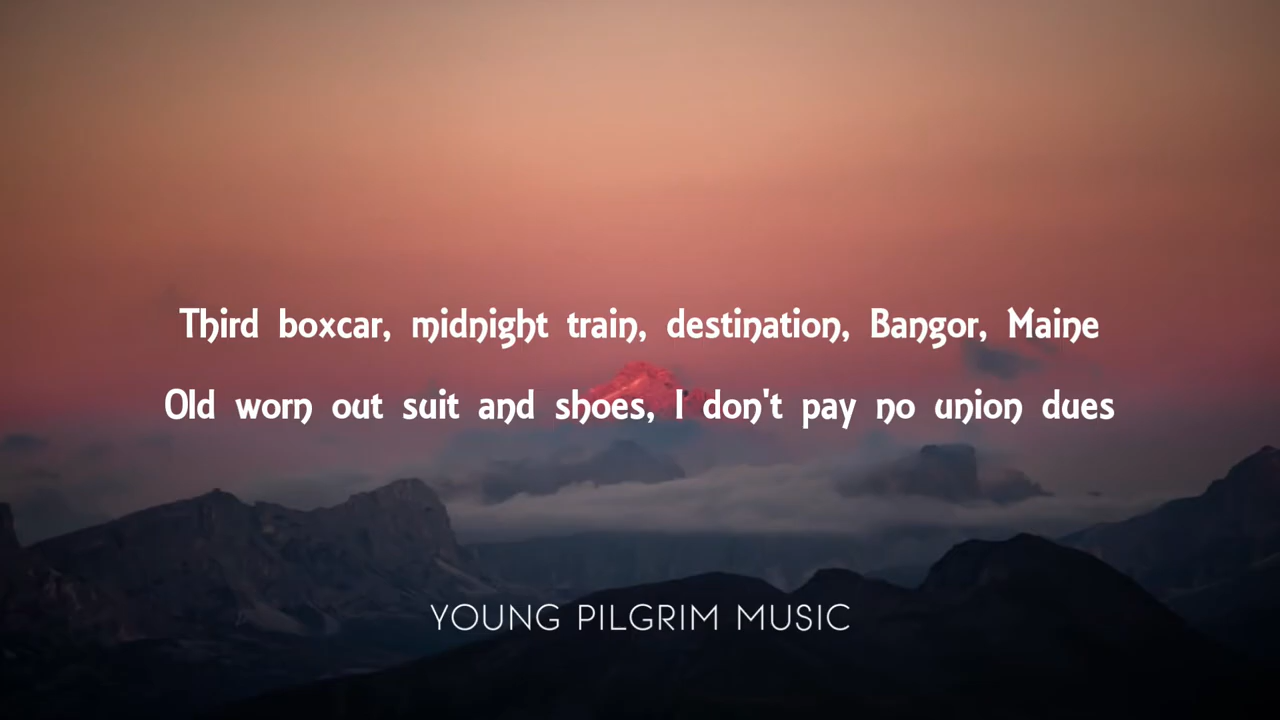 Third boxcar, midnight train, destination, Bangor, Maine
Old worn out suit and shoes, I don't pay no union dues
YOUNG PILGRIM MUSIC